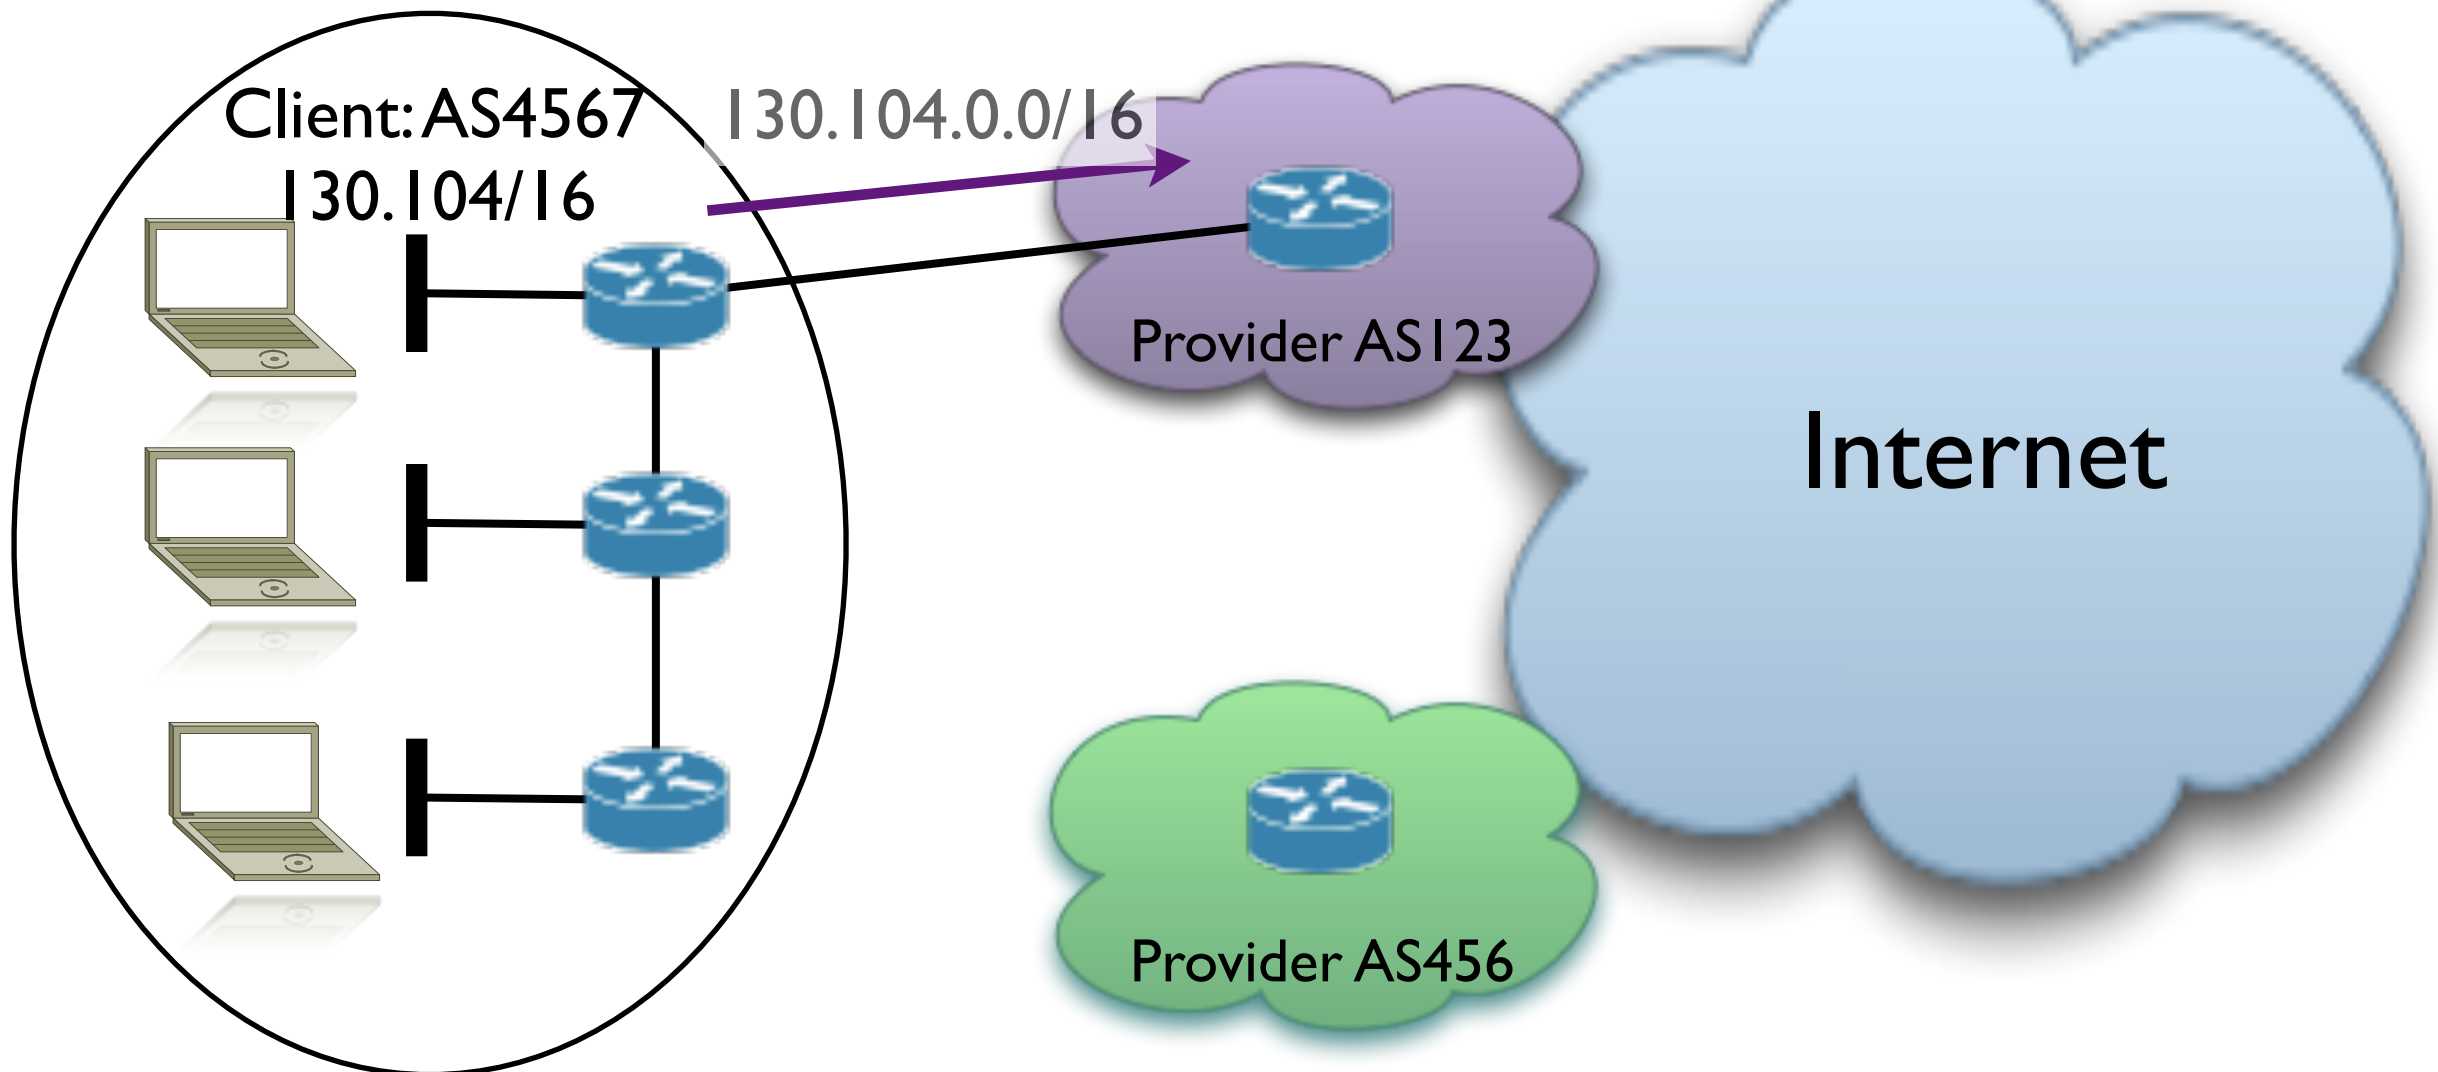 Client: AS4567
130.104/16
130.104.0.0/16
Provider AS123
Internet
Provider AS456